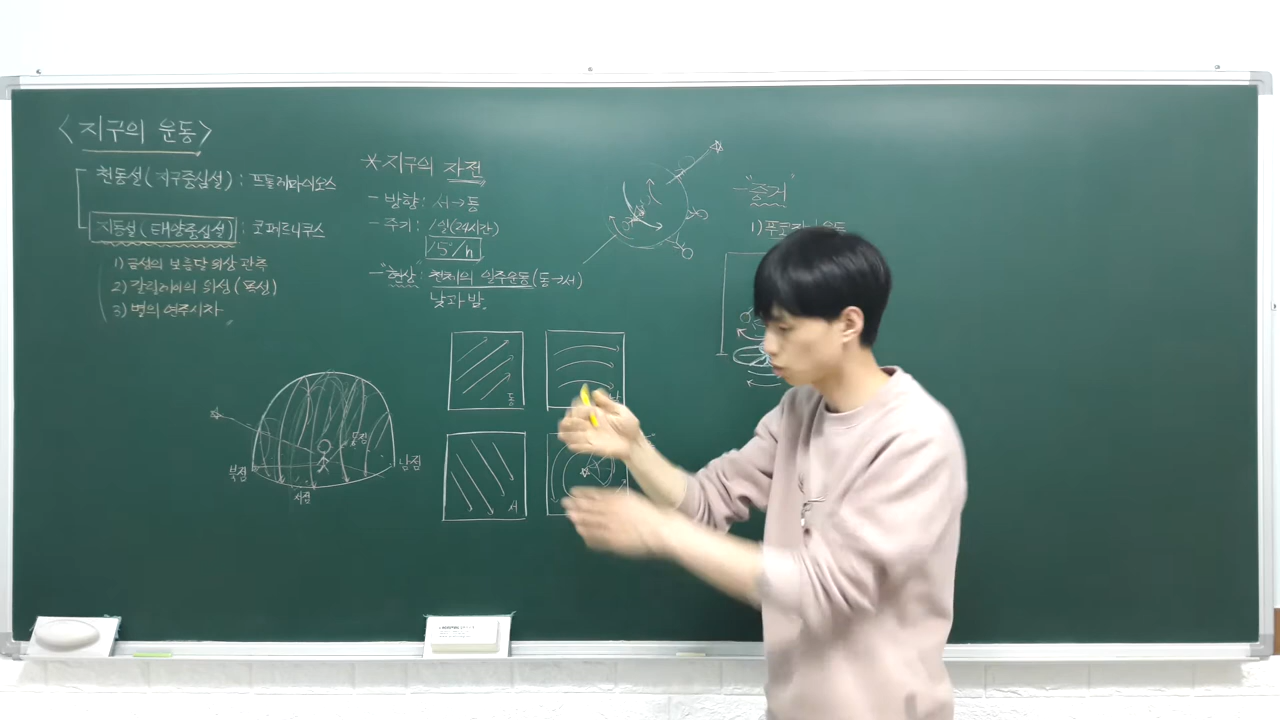 <지구의 운동>
천동설(지구중심설): 프톨레마이오스
지동설(태양중심설): 코페르니쿠스
1) 금성의 보름달 위상 관측
2) 갈릴레이의 위성(목성)
3) 별의 연주시차
*지구의 자전
- 방향: 서→동
- 주기: 1일(24시간)
15°/h
- "현상": 천체의 일주운동(동→서)
낮과 밤.
- "증거"
1) 푸코
동
남
서
북점
서점
동점
남점